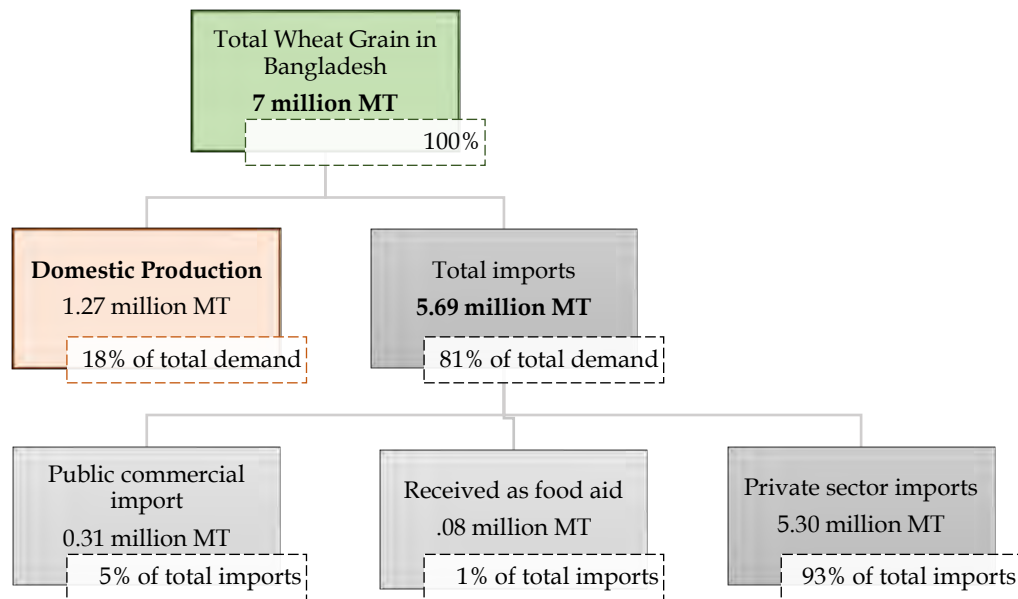 Total Wheat Grain in
Bangladesh
7 million MT
100%
Domestic Production
1.27 million MT
18% of total demand
Total imports
5.69 million MT
81% of total demand
Public commercial
import
0.31 million MT
5% of total imports
Received as food aid
.08 million MT
1% of total imports
Private sector imports
5.30 million MT
93% of total imports